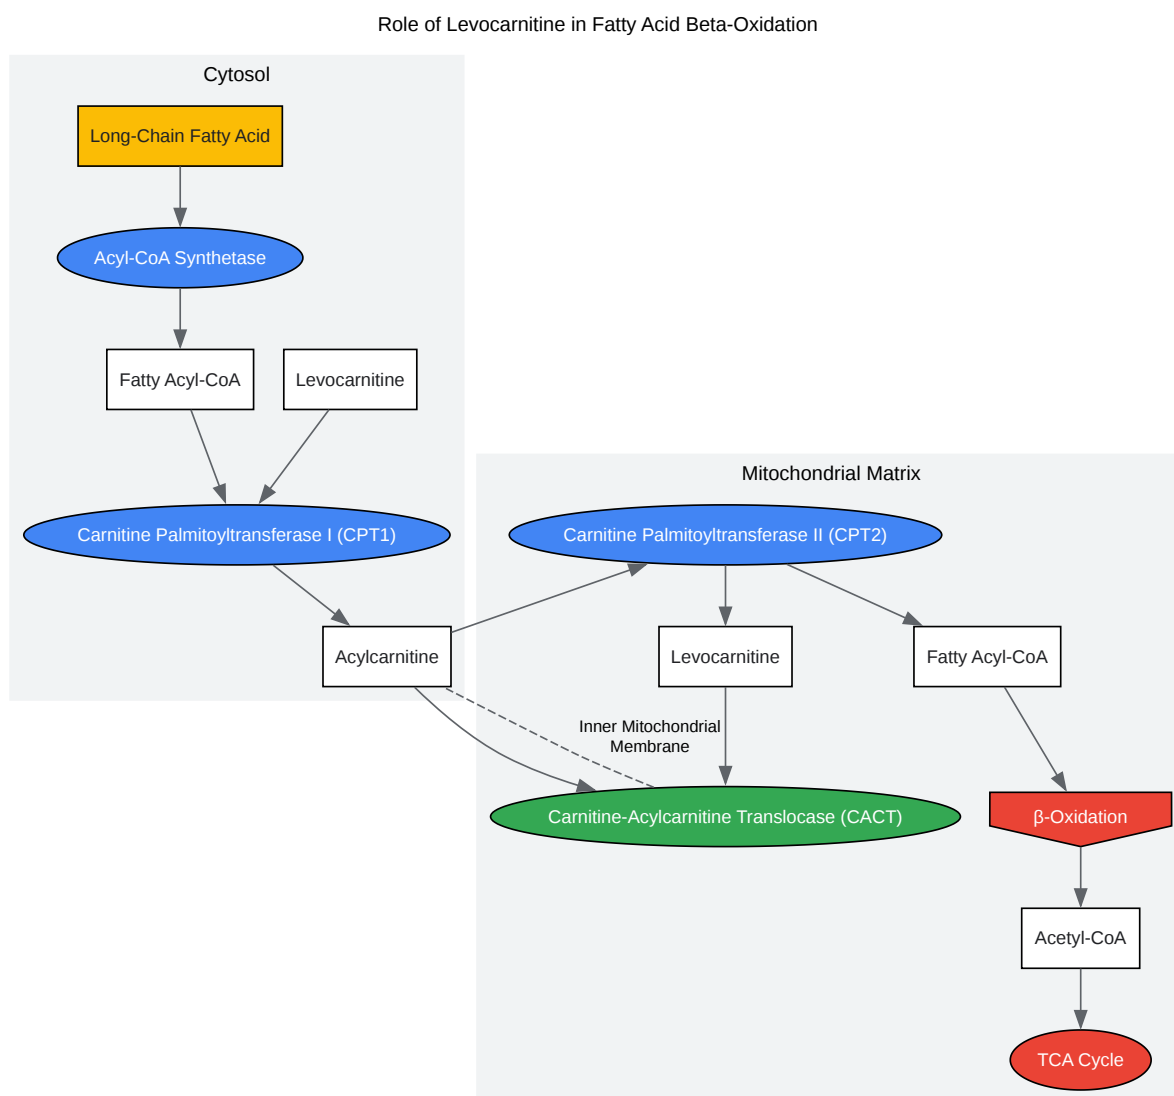 Role of Levocarnitine in Fatty Acid Beta-Oxidation
Cytosol
Long-Chain Fatty Acid
Acyl-CoA Synthetase
Fatty Acyl-CoA
Levocarnitine
Carnitine Palmitoyltransferase I (CPT1)
Acylcarnitine
Mitochondrial Matrix
Carnitine Palmitoyltransferase II (CPT2)
Levocarnitine
Fatty Acyl-CoA
Inner Mitochondrial
Membrane
Carnitine-Acylcarnitine Translocase (CACT)
β-Oxidation
Acetyl-CoA
TCA Cycle